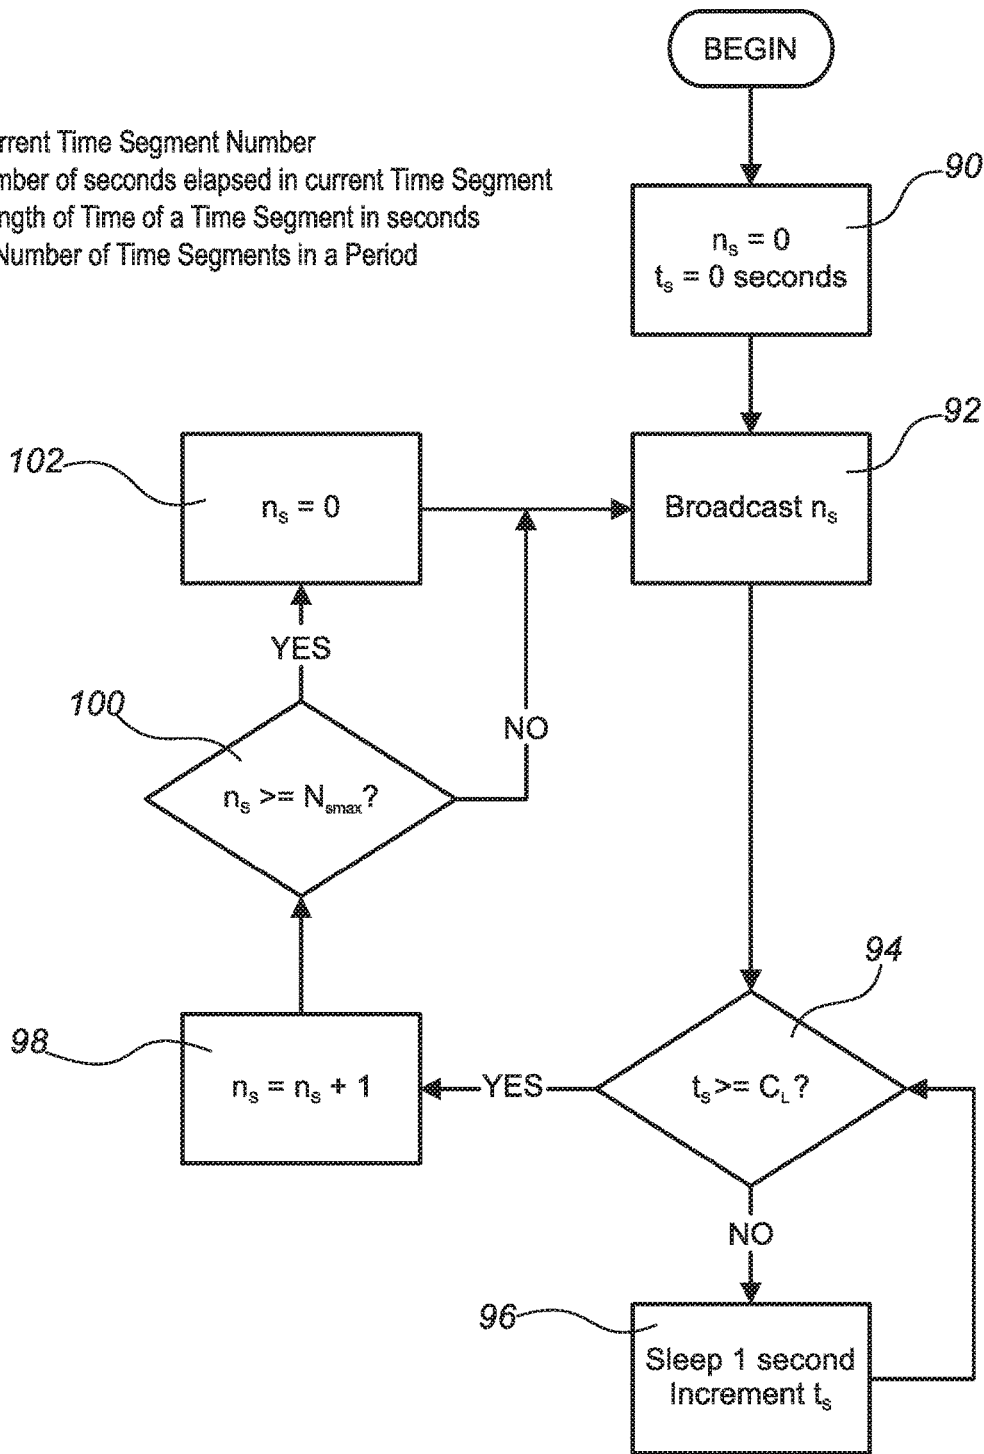 BEGIN
rrent Time Segment Number
mber of seconds elapsed in current Time Segment
ngth of Time of a Time Segment in seconds
Number of Time Segments in a Period
90
nₛ = 0
tₛ = 0 seconds
92
Broadcast nₛ
102
nₛ = 0
YES
NO
100
nₛ >= Nₛₘₐₓ?
94
tₛ >= C_L?
98
nₛ = nₛ + 1
YES
NO
96
Sleep 1 second
Increment tₛ